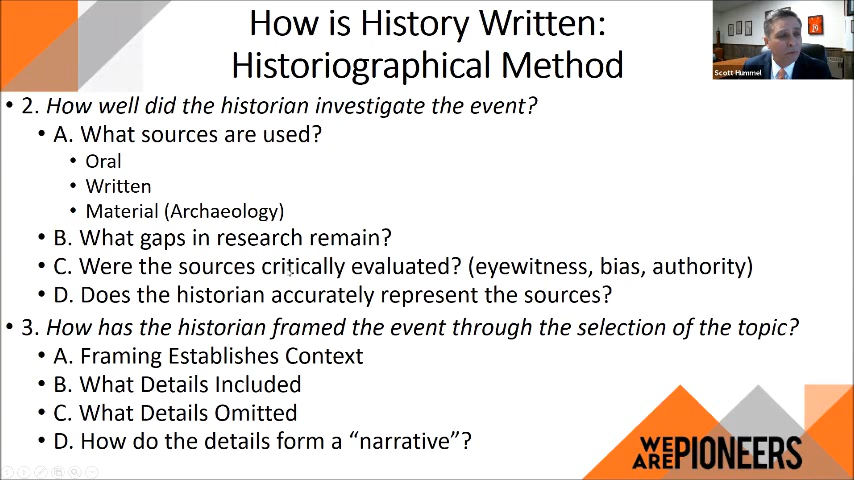 How is History Written:
Historiographical Method
Scott Hummel
• 2. How well did the historian investigate the event?
• A. What sources are used?
• Oral
• Written
• Material (Archaeology)
• B. What gaps in research remain?
• C. Were the sources critically evaluated? (eyewitness, bias, authority)
• D. Does the historian accurately represent the sources?
• 3. How has the historian framed the event through the selection of the topic?
• A. Framing Establishes Context
• B. What Details Included
• C. What Details Omitted
• D. How do the details form a “narrative”?
WE
ARE PIONEERS